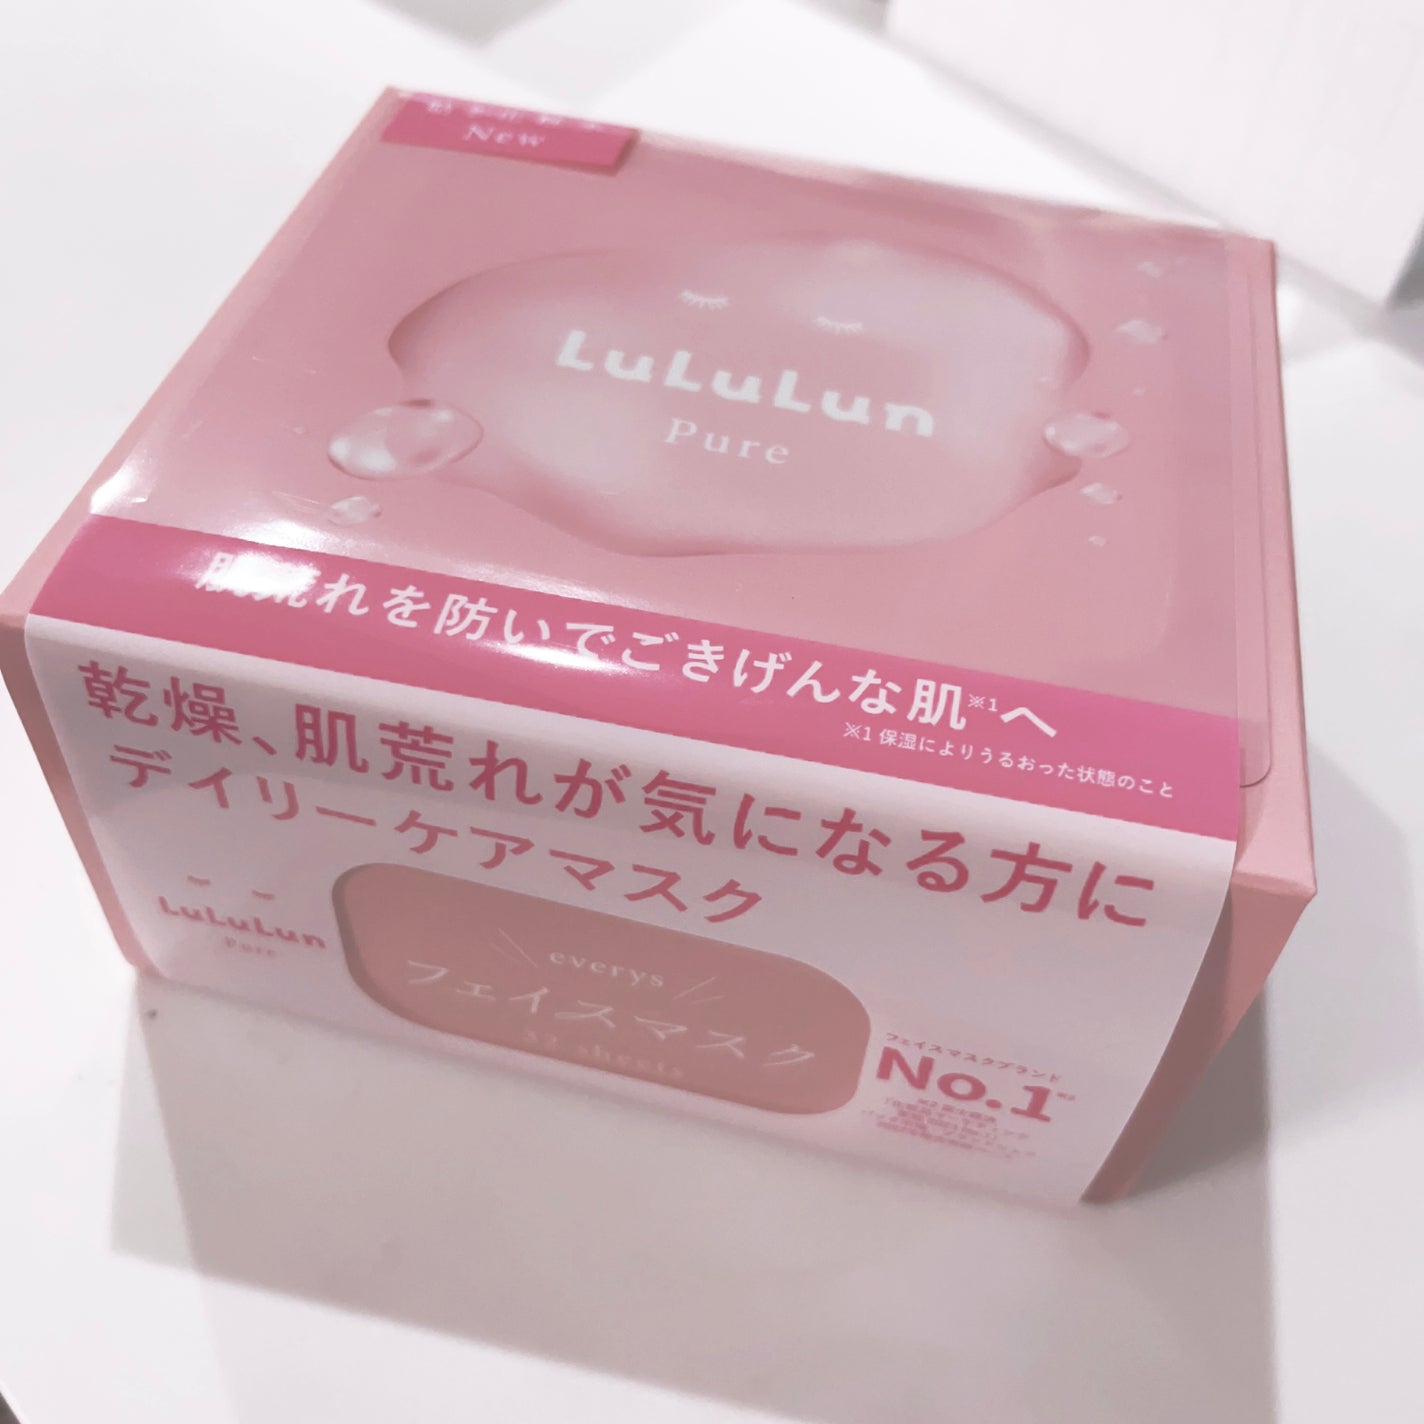 New
LuLuLun
Pure
肌荒れを防いでごきげんな肌※1へ
※1 保湿によりうるおった状態のこと
乾燥、肌荒れが気になる方に
デイリーケアマスク
LuLuLun
Pure
everys
フェイスマスク
32 sheets
フェイスマスクブランド
No.1※2